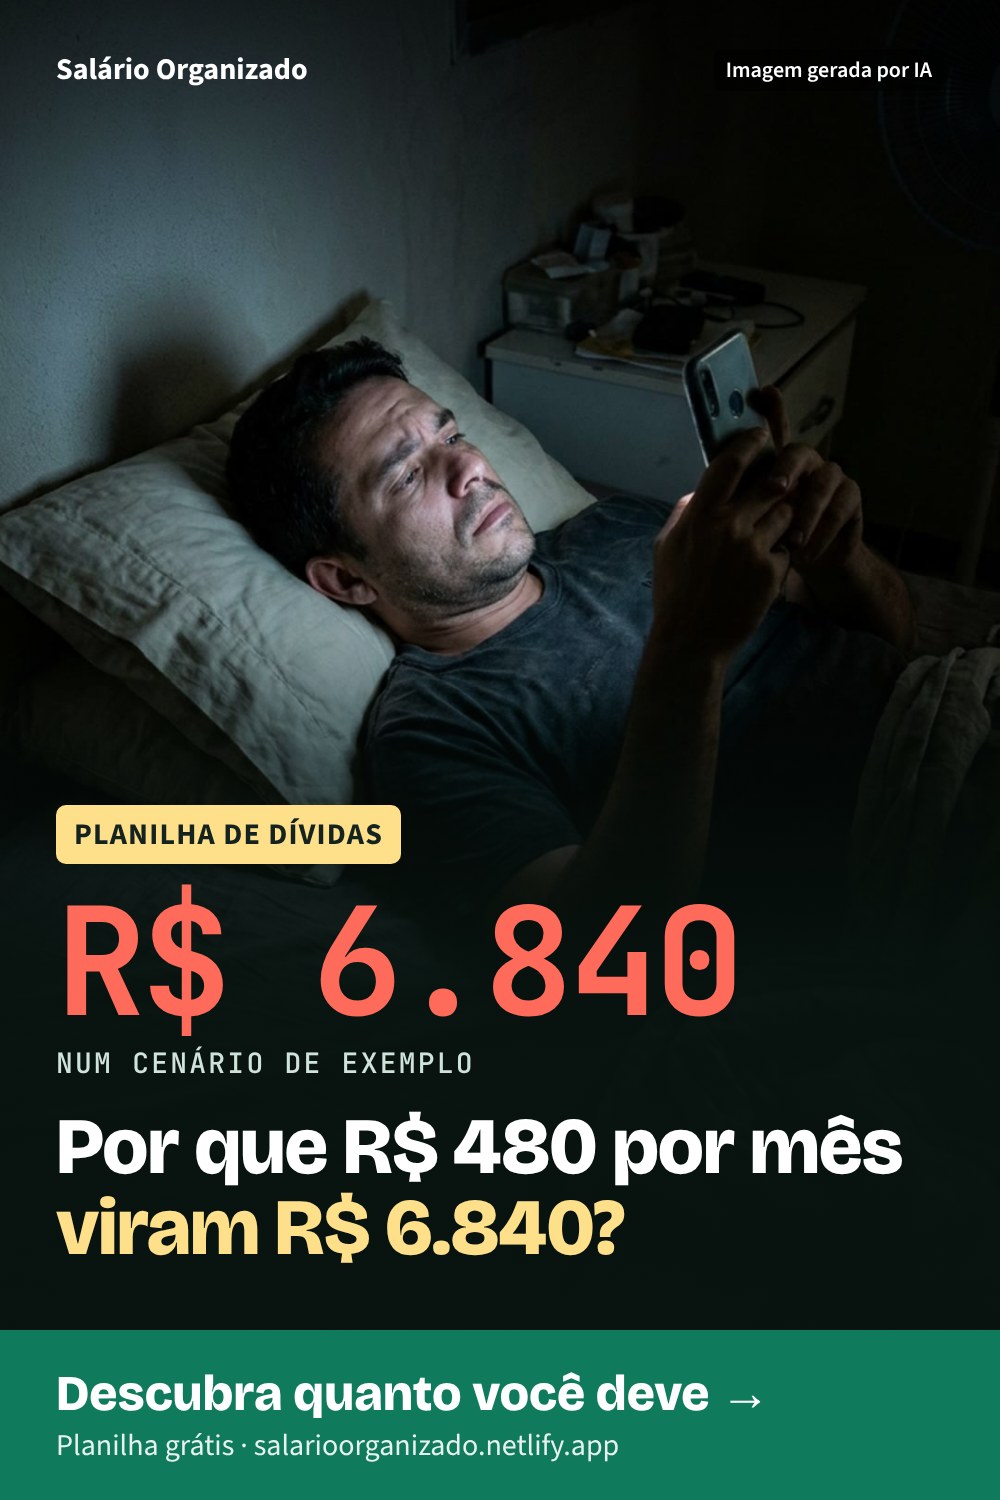 Salário Organizado
Imagem gerada por IA
PLANILHA DE DÍVIDAS
R$ 6.840
NUM CENÁRIO DE EXEMPLO
Por que R$ 480 por mês
viram R$ 6.840?
Descubra quanto você deve →
Planilha grátis · salarioorganizado.netlify.app